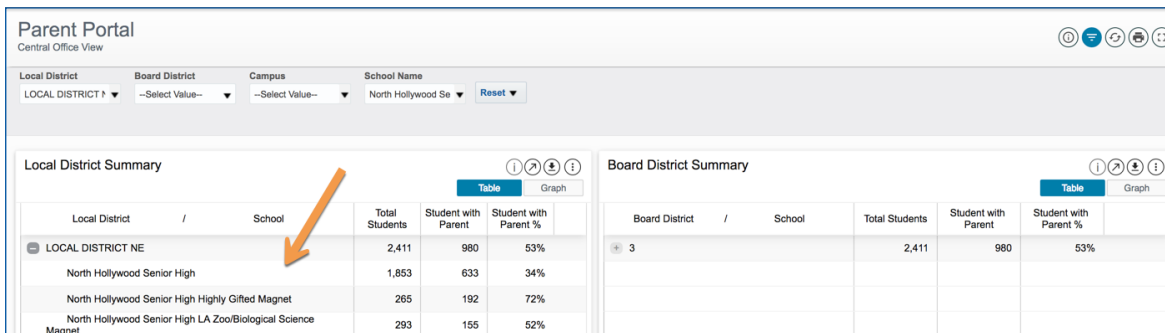 Parent Portal
Central Office View
Local District Board District Campus School Name
LOCAL DISTRICT N --Select Value-- --Select Value-- North Hollywood Se Reset
Local District Summary
Table Graph
Local District / School Total Students Student with Parent Student with Parent %
LOCAL DISTRICT NE 2,411 980 53%
North Hollywood Senior High 1,853 633 34%
North Hollywood Senior High Highly Gifted Magnet 265 192 72%
North Hollywood Senior High LA Zoo/Biological Science
Magnet 293 155 52%
Board District Summary
Table Graph
Board District / School Total Students Student with Parent Student with Parent %
3 2,411 980 53%